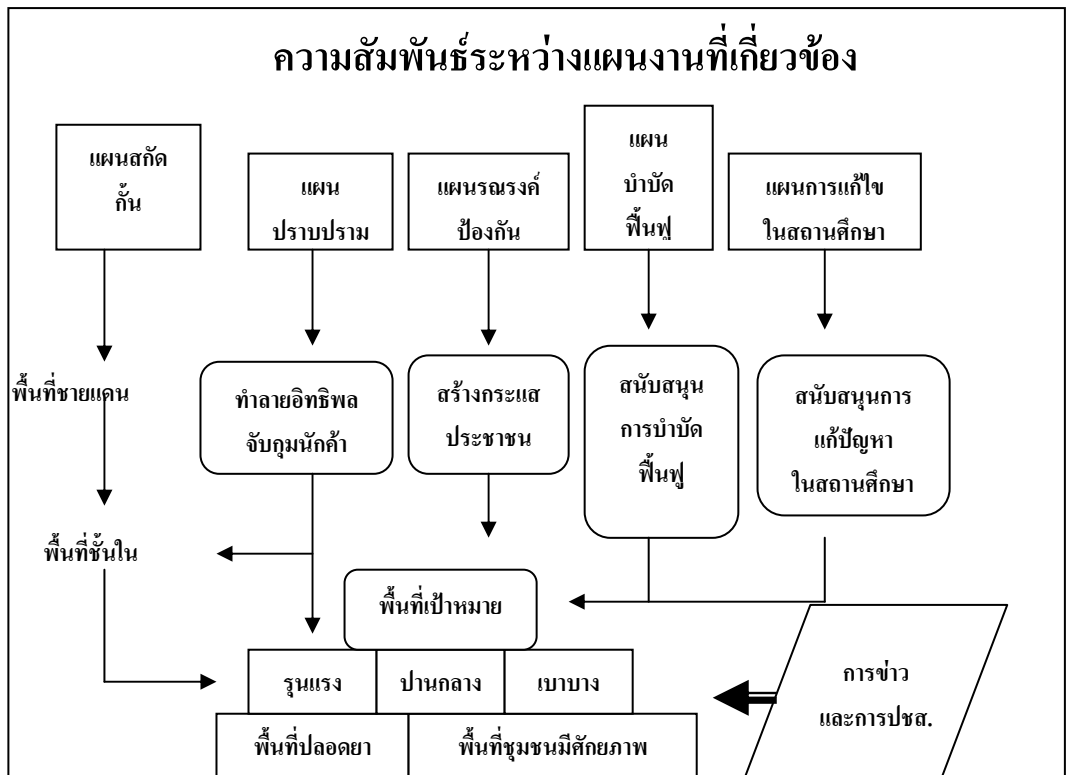 ความสัมพันธ์ระหว่างแผนงานที่เกี่ยวข้อง
แผนสกัด
กั้น
แผน
ปราบปราม
แผนรณรงค์
ป้องกัน
แผน
บำบัด
ฟื้นฟู
แผนการแก้ไข
ในสถานศึกษา
พื้นที่ชายแดน
ทำลายอิทธิพล
จับกุมนักค้า
สร้างกระแส
ประชาชน
สนับสนุน
การบำบัด
ฟื้นฟู
สนับสนุนการ
แก้ปัญหา
ในสถานศึกษา
พื้นที่ชั้นใน
พื้นที่เป้าหมาย
รุนแรง
ปานกลาง
เบาบาง
การข่าว
และการปชส.
พื้นที่ปลอดยา
พื้นที่ชุมชนมีศักยภาพ